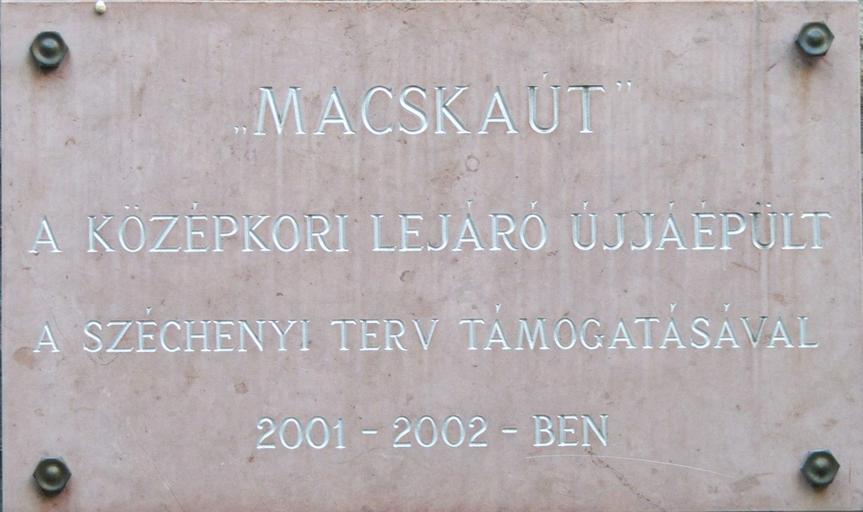 „MACSKAÚT”
A KÖZÉPKORI LEJÁRÓ ÚJJÁÉPÜLT
A SZÉCHENYI TERV TÁMOGATÁSÁVAL
2001 - 2002 - BEN